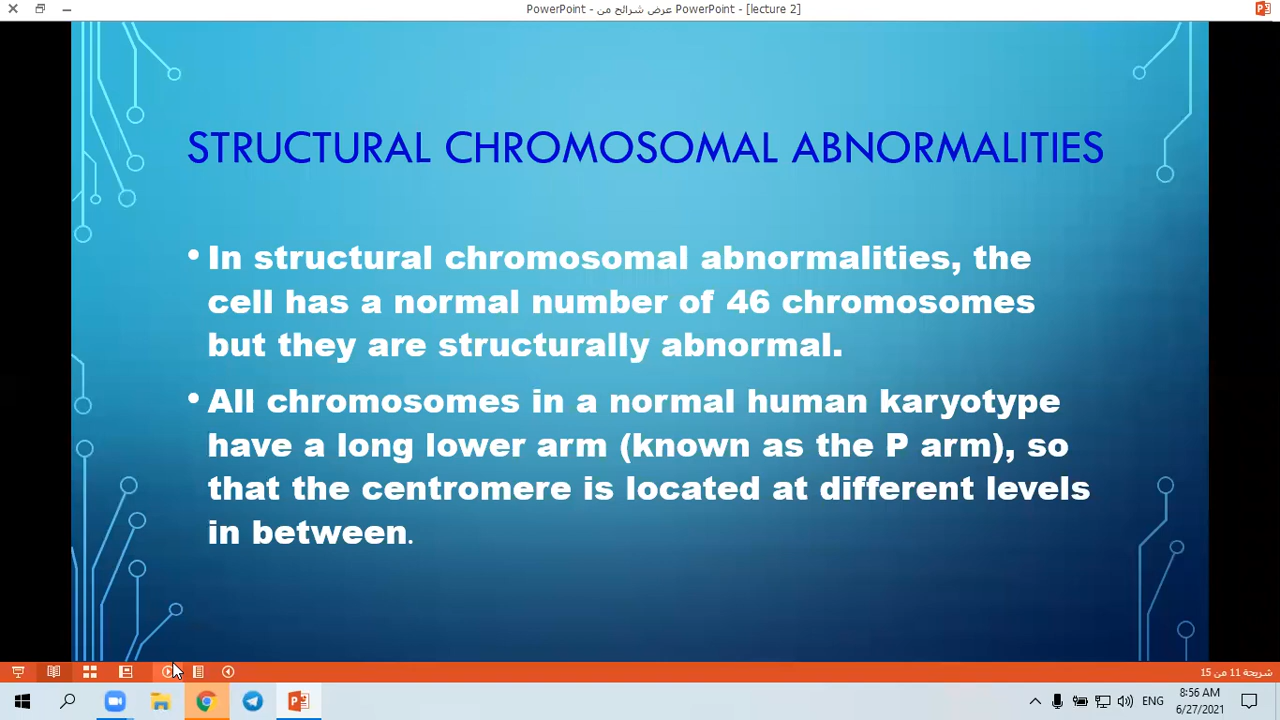 PowerPoint - عرض شرائح من PowerPoint - [lecture 2]
STRUCTURAL CHROMOSOMAL ABNORMALITIES
• In structural chromosomal abnormalities, the
cell has a normal number of 46 chromosomes
but they are structurally abnormal.
• All chromosomes in a normal human karyotype
have a long lower arm (known as the P arm), so
that the centromere is located at different levels
in between.
شريحة 11 من 15
ENG
8:56 AM
6/27/2021